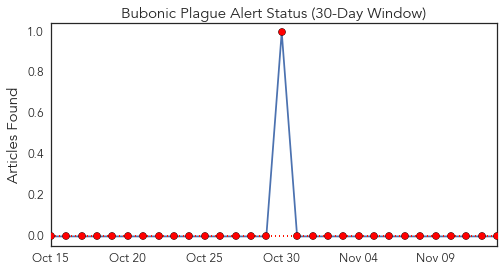 Bubonic Plague Alert Status (30-Day Window)
Articles Found
1.0
0.8
0.6
0.4
0.2
0.0
Oct 15 Oct 20 Oct 25 Oct 30 Nov 04 Nov 09